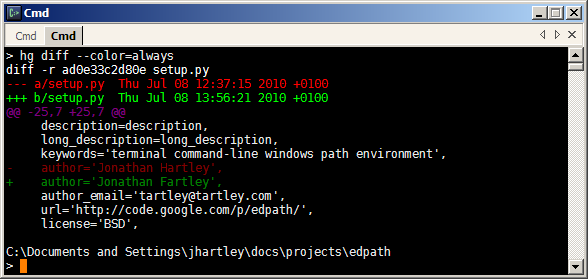 Cmd
Cmd Cmd
> hg diff --color=always
diff -r ad0e33c2d80e setup.py
--- a/setup.py  Thu Jul 08 12:37:15 2010 +0100
+++ b/setup.py  Thu Jul 08 13:56:21 2010 +0100
@@ -25,7 +25,7 @@
     description=description,
     long_description=long_description,
     keywords='terminal command-line windows path environment',
-    author='Jonathan Hartley',
+    author='Jonathan Fartley',
     author_email='tartley@tartley.com',
     url='http://code.google.com/p/edpath/',
     license='BSD',
C:\Documents and Settings\jhartley\docs\projects\edpath
>